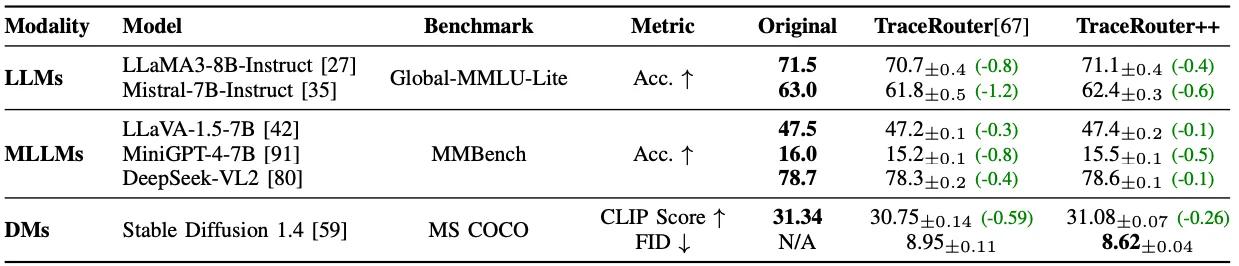 Modality Model Benchmark Metric Original TraceRouter[67] TraceRouter++
LLMs LLaMA3-8B-Instruct [27] Global-MMLU-Lite Acc. ↑ 71.5 70.7±0.4 (-0.8) 71.1±0.4 (-0.4)
Mistral-7B-Instruct [35] 63.0 61.8±0.5 (-1.2) 62.4±0.3 (-0.6)
LLaVA-1.5-7B [42] 47.5 47.2±0.1 (-0.3) 47.4±0.2 (-0.1)
MLLMs MiniGPT-4-7B [91] MMBench Acc. ↑ 16.0 15.2±0.1 (-0.8) 15.5±0.1 (-0.5)
DeepSeek-VL2 [80] 78.7 78.3±0.2 (-0.4) 78.6±0.1 (-0.1)
DMs Stable Diffusion 1.4 [59] MS COCO CLIP Score ↑ 31.34 30.75±0.14 (-0.59) 31.08±0.07 (-0.26)
FID ↓ N/A 8.95±0.11 8.62±0.04